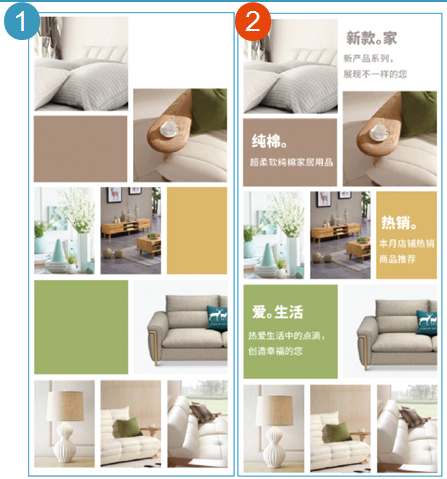 1
2
新款。家
新产品系列，
展现不一样的您
纯棉。
超柔软纯棉家居用品
热销。
本月店铺热销
商品推荐
爱。生活
热爱生活中的点滴，
创造幸福的您